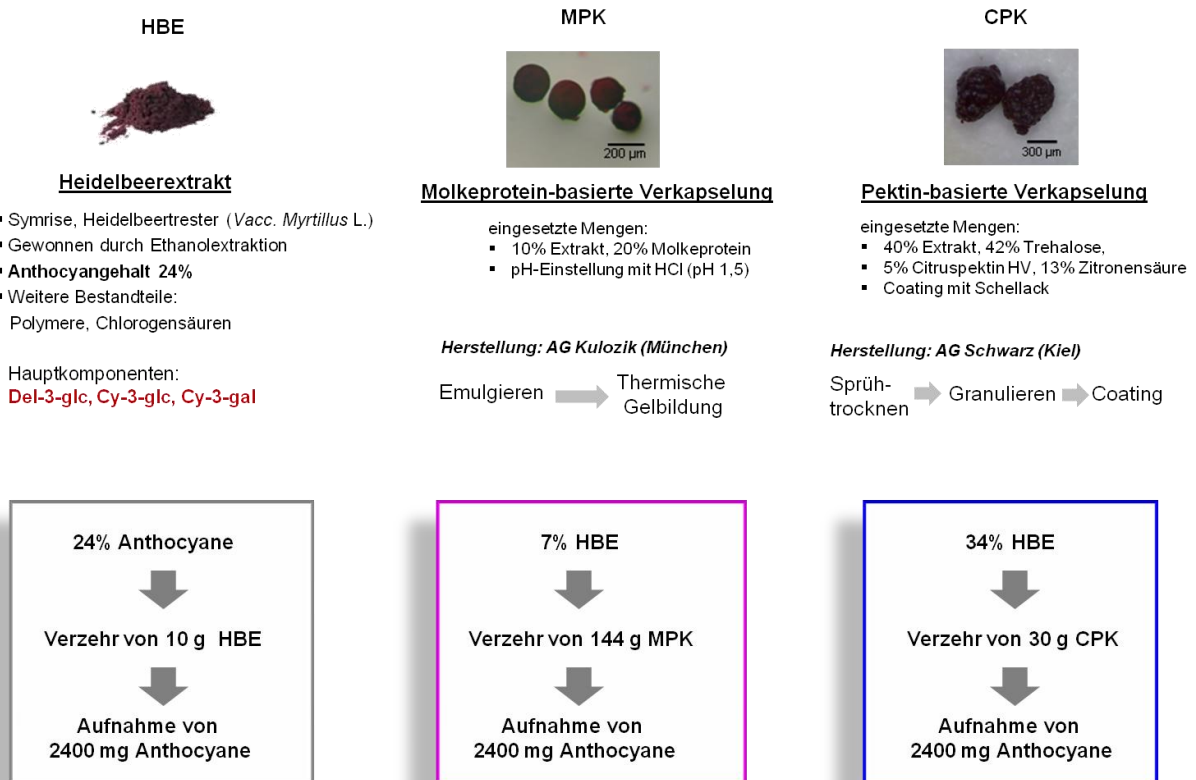 HBE
Heidelbeerextrakt
▪ Symrise, Heidelbeertrester (Vacc. Myrtillus L.)
▪ Gewonnen durch Ethanolextraktion
▪ Anthocyangehalt 24%
▪ Weitere Bestandteile:
Polymere, Chlorogensäuren
Hauptkomponenten:
Del-3-glc, Cy-3-glc, Cy-3-gal
MPK
200 µm
Molkeprotein-basierte Verkapselung
eingesetzte Mengen:
▪ 10% Extrakt, 20% Molkeprotein
▪ pH-Einstellung mit HCl (pH 1,5)
Herstellung: AG Kulozik (München)
Emulgieren
Thermische
Gelbildung
CPK
300 µm
Pektin-basierte Verkapselung
eingesetzte Mengen:
▪ 40% Extrakt, 42% Trehalose,
▪ 5% Citruspektin HV, 13% Zitronensäure
▪ Coating mit Schellack
Herstellung: AG Schwarz (Kiel)
Sprüh-
trocknen
Granulieren
Coating
24% Anthocyane
Verzehr von 10 g HBE
Aufnahme von
2400 mg Anthocyane
7% HBE
Verzehr von 144 g MPK
Aufnahme von
2400 mg Anthocyane
34% HBE
Verzehr von 30 g CPK
Aufnahme von
2400 mg Anthocyane